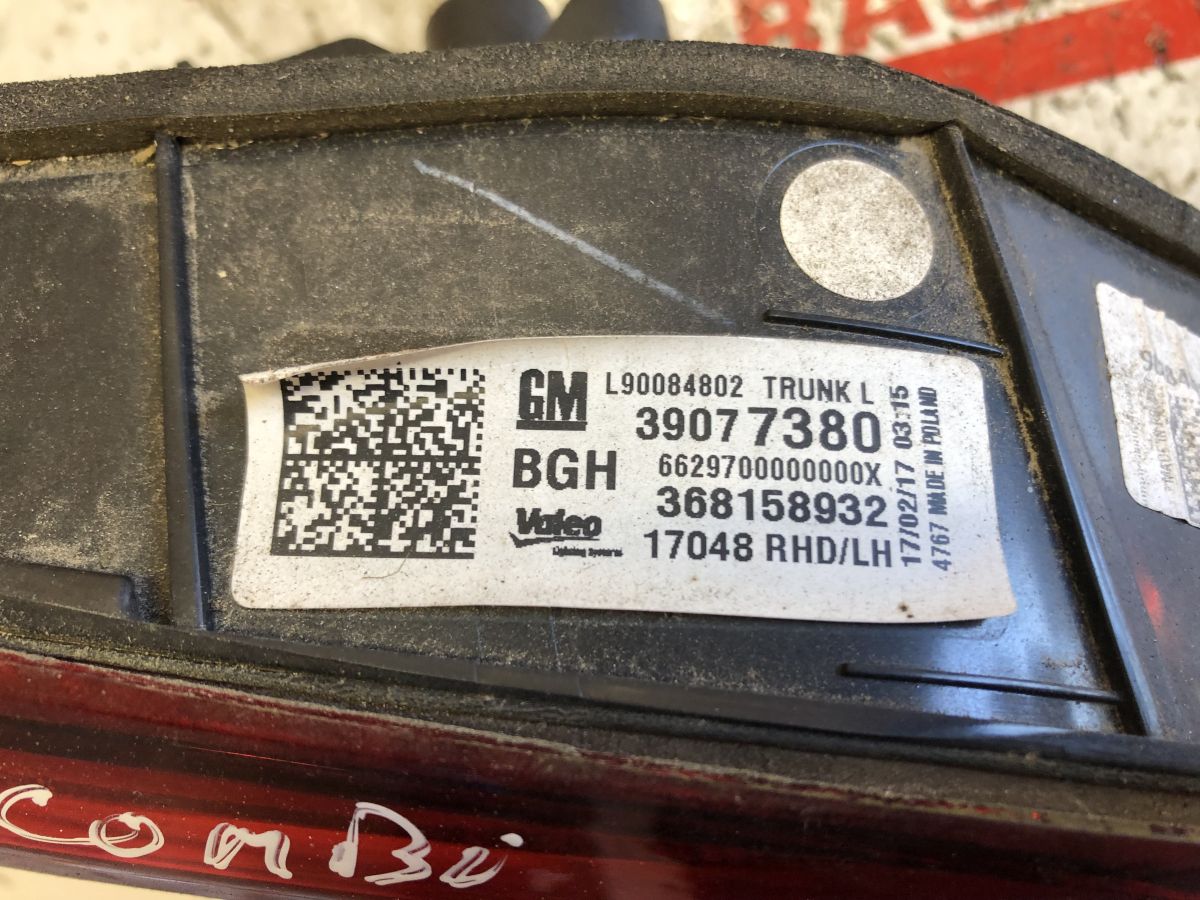 GM L90084802 TRUNK L
39077380
BGH 6629700000000X
368158932
Valeo
Lighting Systems
17048 RHD/LH
17/02/17 03:15
4767 MADE IN POLAND
comBi